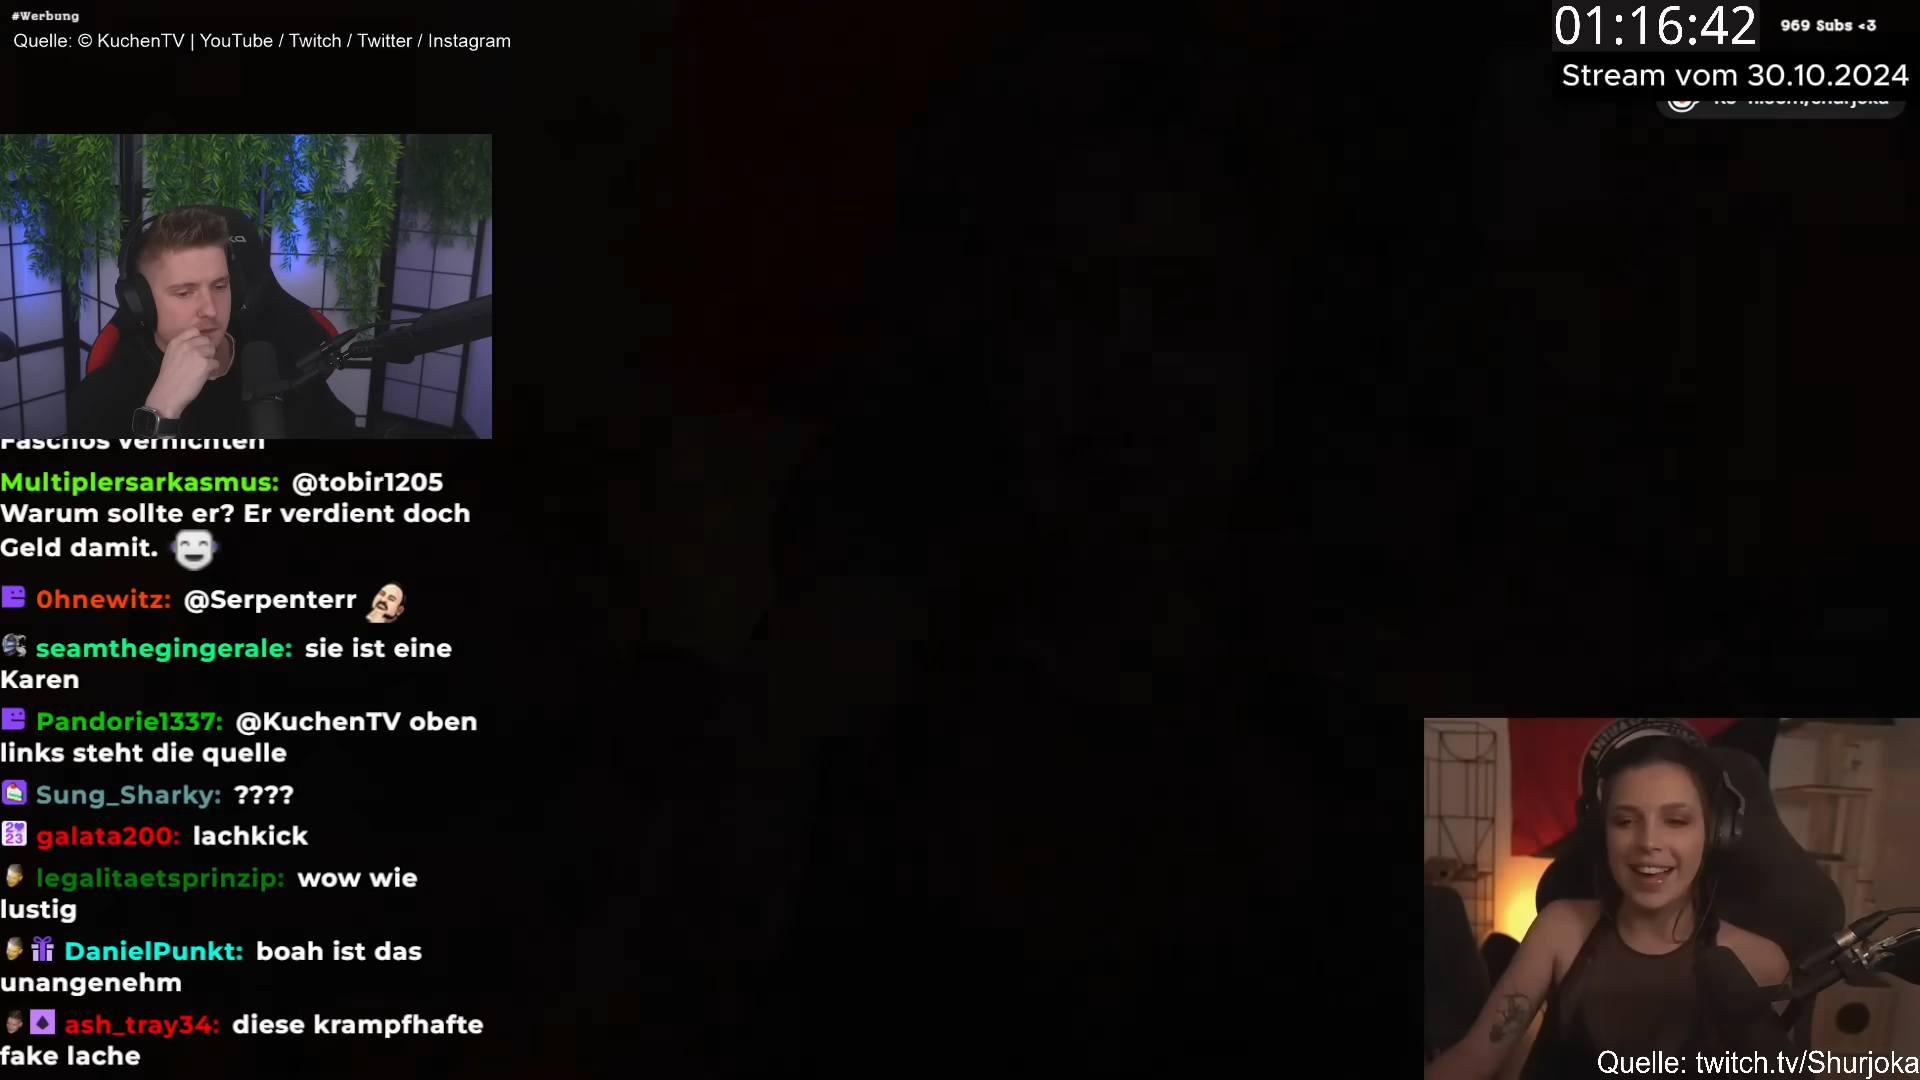 #Werbung
Quelle: © KuchenTV | YouTube / Twitch / Twitter / Instagram
01:16:42
969 Subs <3
Stream vom 30.10.2024
Faschos vernichten
Multiplersarkasmus: @tobir1205
Warum sollte er? Er verdient doch
Geld damit.
0hnewitz: @Serpenterr
seamthegingerale: sie ist eine
Karen
Pandorie1337: @KuchenTV oben
links steht die quelle
Sung_Sharky: ????
galata200: lachkick
legalitaetsprinzip: wow wie
lustig
DanielPunkt: boah ist das
unangenehm
ash_tray34: diese krampfhafte
fake lache
Quelle: twitch.tv/Shurjoka